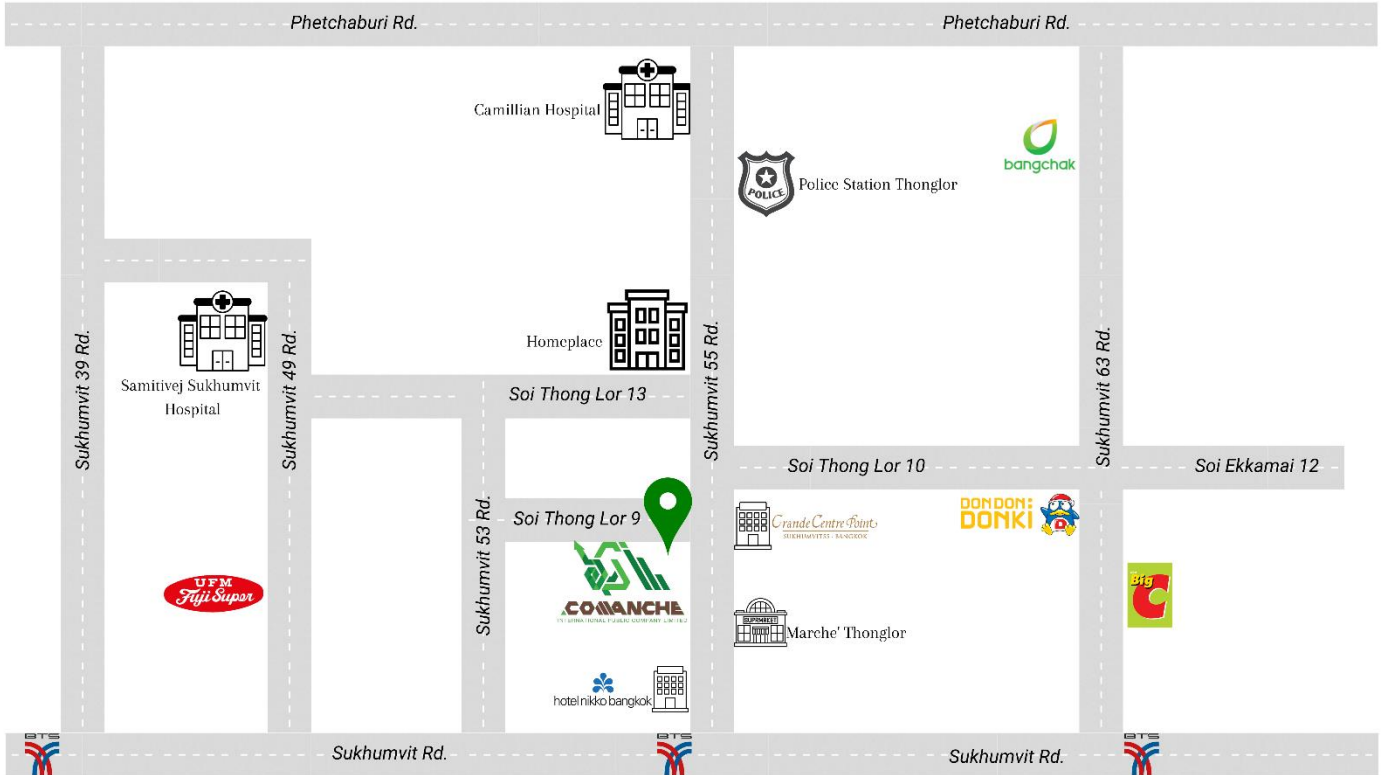 Phetchaburi Rd.
Phetchaburi Rd.
Camillian Hospital
bangchak
POLICE
Police Station Thonglor
Sukhumvit 39 Rd.
Samitivej Sukhumvit
Hospital
Sukhumvit 49 Rd.
Homeplace
Sukhumvit 55 Rd.
Sukhumvit 63 Rd.
Soi Thong Lor 13
Soi Thong Lor 10
Soi Ekkamai 12
Sukhumvit 53 Rd.
Soi Thong Lor 9
Grande Centre Point
SUKHUMVIT55 - BANGKOK
DON DON:
DONKI
D
UFM
Fuji Super
COMANCHE
INTERNATIONAL PUBLIC COMPANY LIMITED
Big
C
SUPRMARKET
Marche' Thonglor
hotel nikko bangkok
BTS
Sukhumvit Rd.
BTS
Sukhumvit Rd.
BTS